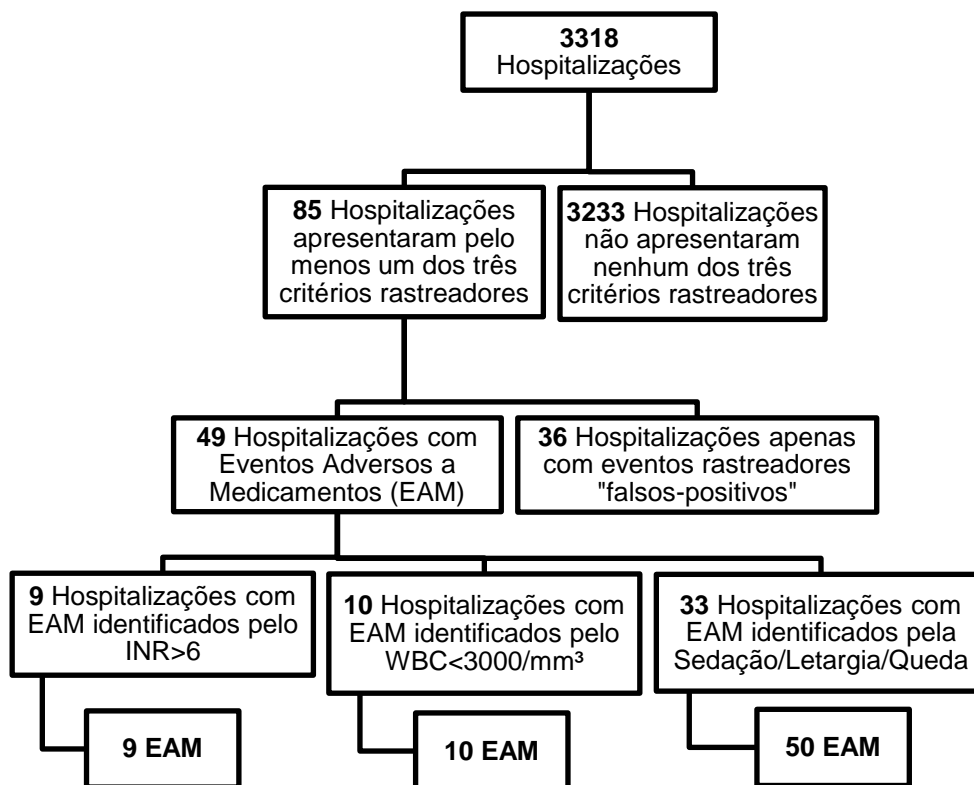 3318
Hospitalizações
85 Hospitalizações
apresentaram pelo
menos um dos três
critérios rastreadores
3233 Hospitalizações
não apresentaram
nenhum dos três
critérios rastreadores
49 Hospitalizações com
Eventos Adversos a
Medicamentos (EAM)
36 Hospitalizações apenas
com eventos rastreadores
"falsos-positivos"
9 Hospitalizações com
EAM identificados pelo
INR>6
10 Hospitalizações com
EAM identificados pelo
WBC<3000/mm³
33 Hospitalizações com
EAM identificados pela
Sedação/Letargia/Queda
9 EAM
10 EAM
50 EAM